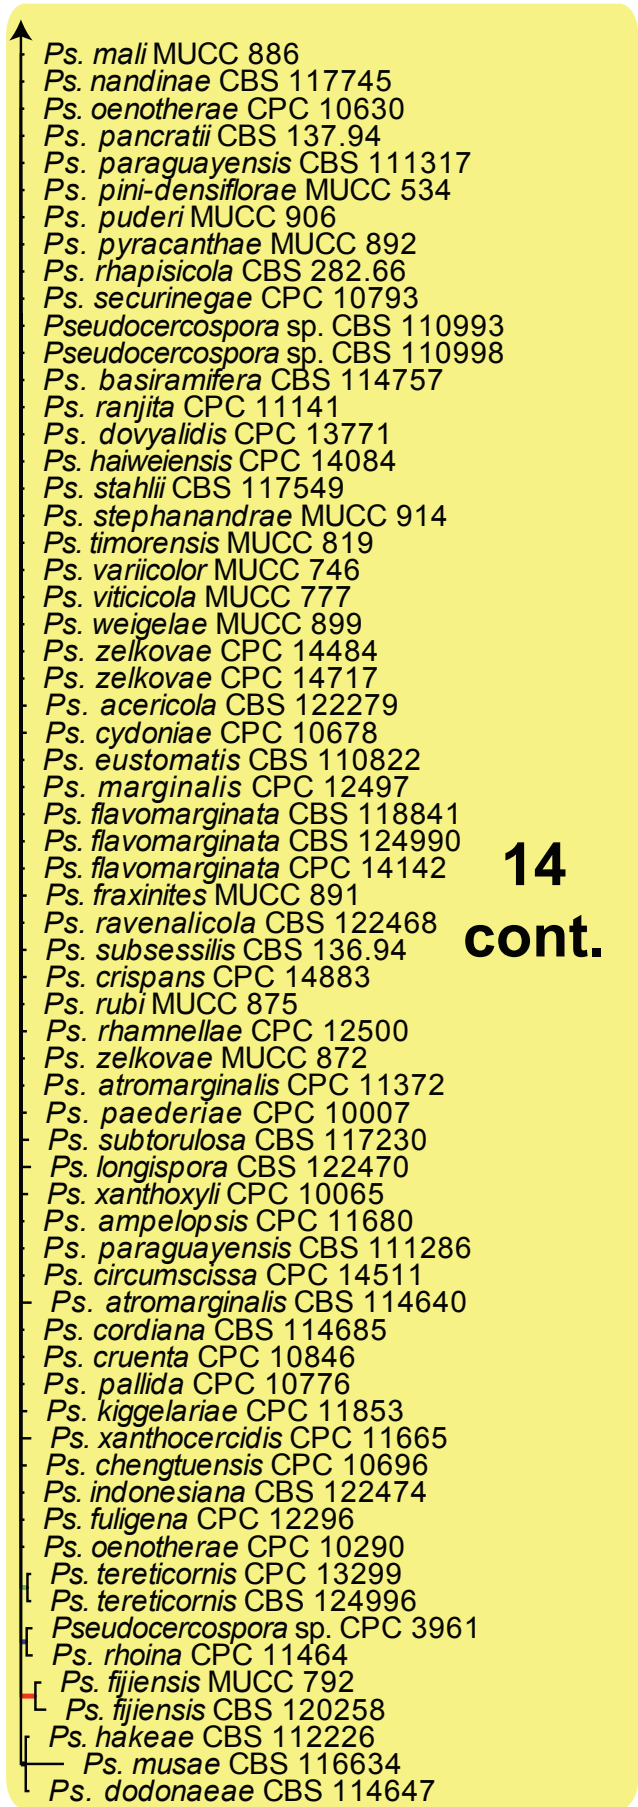 Ps. mali MUCC 886
Ps. nandinae CBS 117745
Ps. oenotherae CPC 10630
Ps. pancratii CBS 137.94
Ps. paraguayensis CBS 111317
Ps. pini-densiflorae MUCC 534
Ps. puderi MUCC 906
Ps. pyracanthae MUCC 892
Ps. rhapisicola CBS 282.66
Ps. securinegae CPC 10793
Pseudocercospora sp. CBS 110993
Pseudocercospora sp. CBS 110998
Ps. basiramifera CBS 114757
Ps. ranjita CPC 11141
Ps. dovyalidis CPC 13771
Ps. haiweiensis CPC 14084
Ps. stahlii CBS 117549
Ps. stephanandrae MUCC 914
Ps. timorensis MUCC 819
Ps. variicolor MUCC 746
Ps. viticicola MUCC 777
Ps. weigelae MUCC 899
Ps. zelkovae CPC 14484
Ps. zelkovae CPC 14717
Ps. acericola CBS 122279
Ps. cydoniae CPC 10678
Ps. eustomatis CBS 110822
Ps. marginalis CPC 12497
Ps. flavomarginata CBS 118841
Ps. flavomarginata CBS 124990
Ps. flavomarginata CPC 14142
Ps. fraxinites MUCC 891
Ps. ravenalicola CBS 122468
Ps. subsessilis CBS 136.94
Ps. crispans CPC 14883
Ps. rubi MUCC 875
Ps. rhamnellae CPC 12500
Ps. zelkovae MUCC 872
Ps. atromarginalis CPC 11372
Ps. paederiae CPC 10007
Ps. subtorulosa CBS 117230
Ps. longispora CBS 122470
Ps. xanthoxyli CPC 10065
Ps. ampelopsis CPC 11680
Ps. paraguayensis CBS 111286
Ps. circumscissa CPC 14511
Ps. atromarginalis CBS 114640
Ps. cordiana CBS 114685
Ps. cruenta CPC 10846
Ps. pallida CPC 10776
Ps. kiggelariae CPC 11853
Ps. xanthocercidis CPC 11665
Ps. chengtuensis CPC 10696
Ps. indonesiana CBS 122474
Ps. fuligena CPC 12296
Ps. oenotherae CPC 10290
Ps. tereticornis CPC 13299
Ps. tereticornis CBS 124996
Pseudocercospora sp. CPC 3961
Ps. rhoina CPC 11464
Ps. fijiensis MUCC 792
Ps. fijiensis CBS 120258
Ps. hakeae CBS 112226
Ps. musae CBS 116634
Ps. dodonaeae CBS 114647
14
cont.